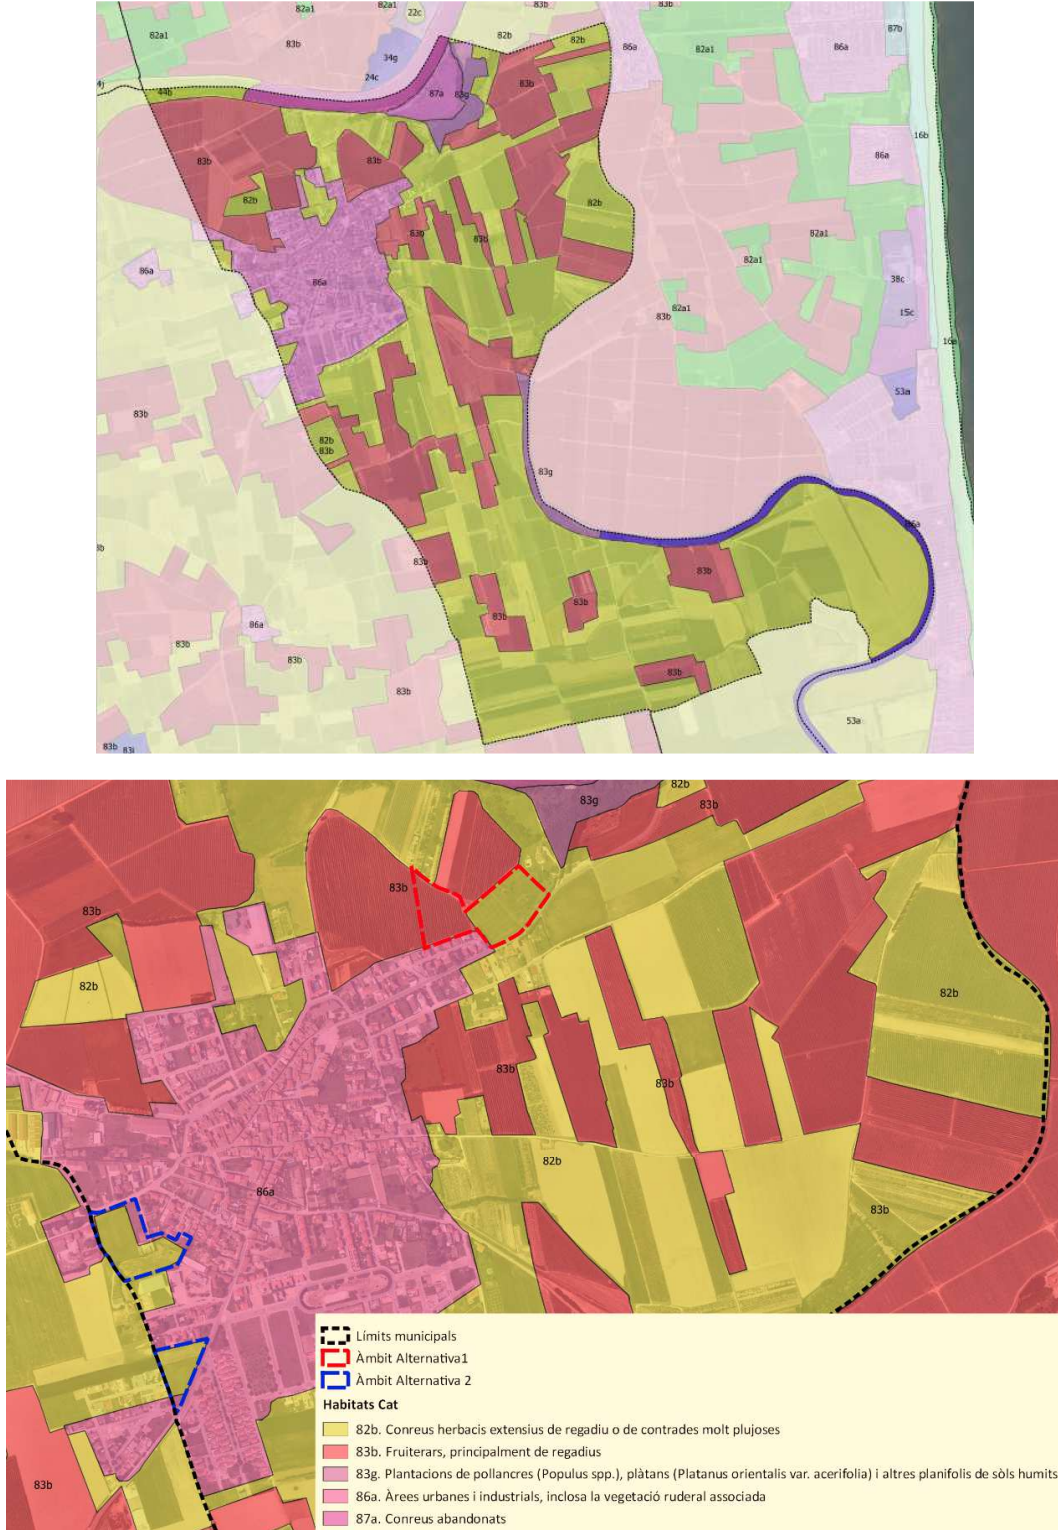 82a1
83b
82a1
22c
83b
82b
82b
83b
82a1
86a
86a
87b
34g
24c
4j
44b
87a
83g
83b
16b
83b
83b
86a
82b
82b
83b
83b
82a1
82a1
86a
86a
38c
82a1
83b
15c
16a
53a
83b
82b
83b
83g
86a
83b
83b
83b
83b
86a
83b
83b
83b
83b
53a
83b
83j
83g
82b
83b
83b
83b
82b
82b
83b
83b
82b
86a
83b
83b
Límits municipals
Àmbit Alternativa1
Àmbit Alternativa 2
Habitats Cat
82b. Conreus herbacis extensius de regadiu o de contrades molt plujoses
83b. Fruiterars, principalment de regadius
83g. Plantacions de pollancres (Populus spp.), plàtans (Platanus orientalis var. acerifolia) i altres planifolis de sòls humits
86a. Àrees urbanes i industrials, inclosa la vegetació ruderal associada
87a. Conreus abandonats